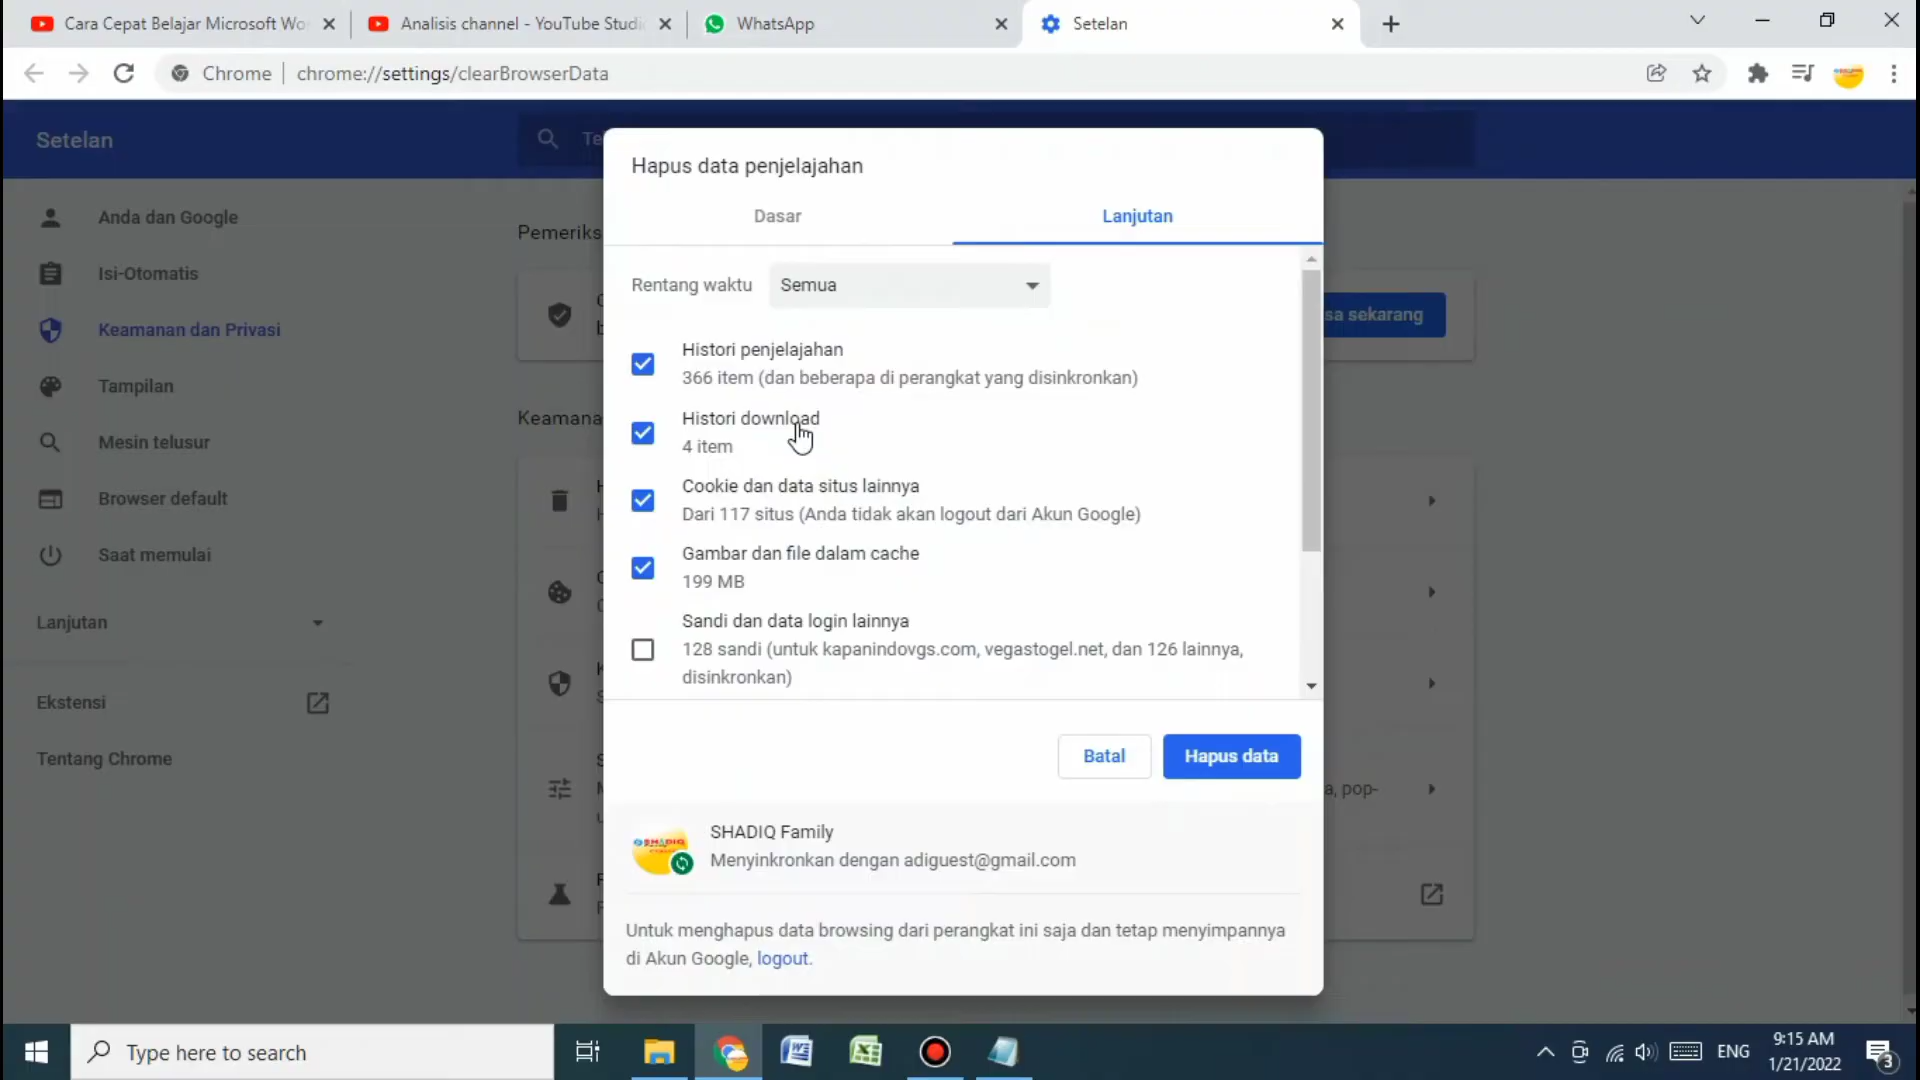 Cara Cepat Belajar Microsoft Wo
Analisis channel - YouTube Studi
WhatsApp
Setelan
Chrome
chrome://settings/clearBrowserData
Setelan
Te
Anda dan Google
Isi-Otomatis
Keamanan dan Privasi
Tampilan
Mesin telusur
Browser default
Saat memulai
Lanjutan
Ekstensi
Tentang Chrome
Pemeriks
sa sekarang
Keamana
a, pop-
Hapus data penjelajahan
Dasar
Lanjutan
Rentang waktu
Semua
Histori penjelajahan
366 item (dan beberapa di perangkat yang disinkronkan)
Histori download
4 item
Cookie dan data situs lainnya
Dari 117 situs (Anda tidak akan logout dari Akun Google)
Gambar dan file dalam cache
199 MB
Sandi dan data login lainnya
128 sandi (untuk kapanindovgs.com, vegastogel.net, dan 126 lainnya,
disinkronkan)
Batal
Hapus data
SHADIQ Family
Menyinkronkan dengan adiguest@gmail.com
Untuk menghapus data browsing dari perangkat ini saja dan tetap menyimpannya
di Akun Google, logout.
Type here to search
ENG
9:15 AM
1/21/2022
3